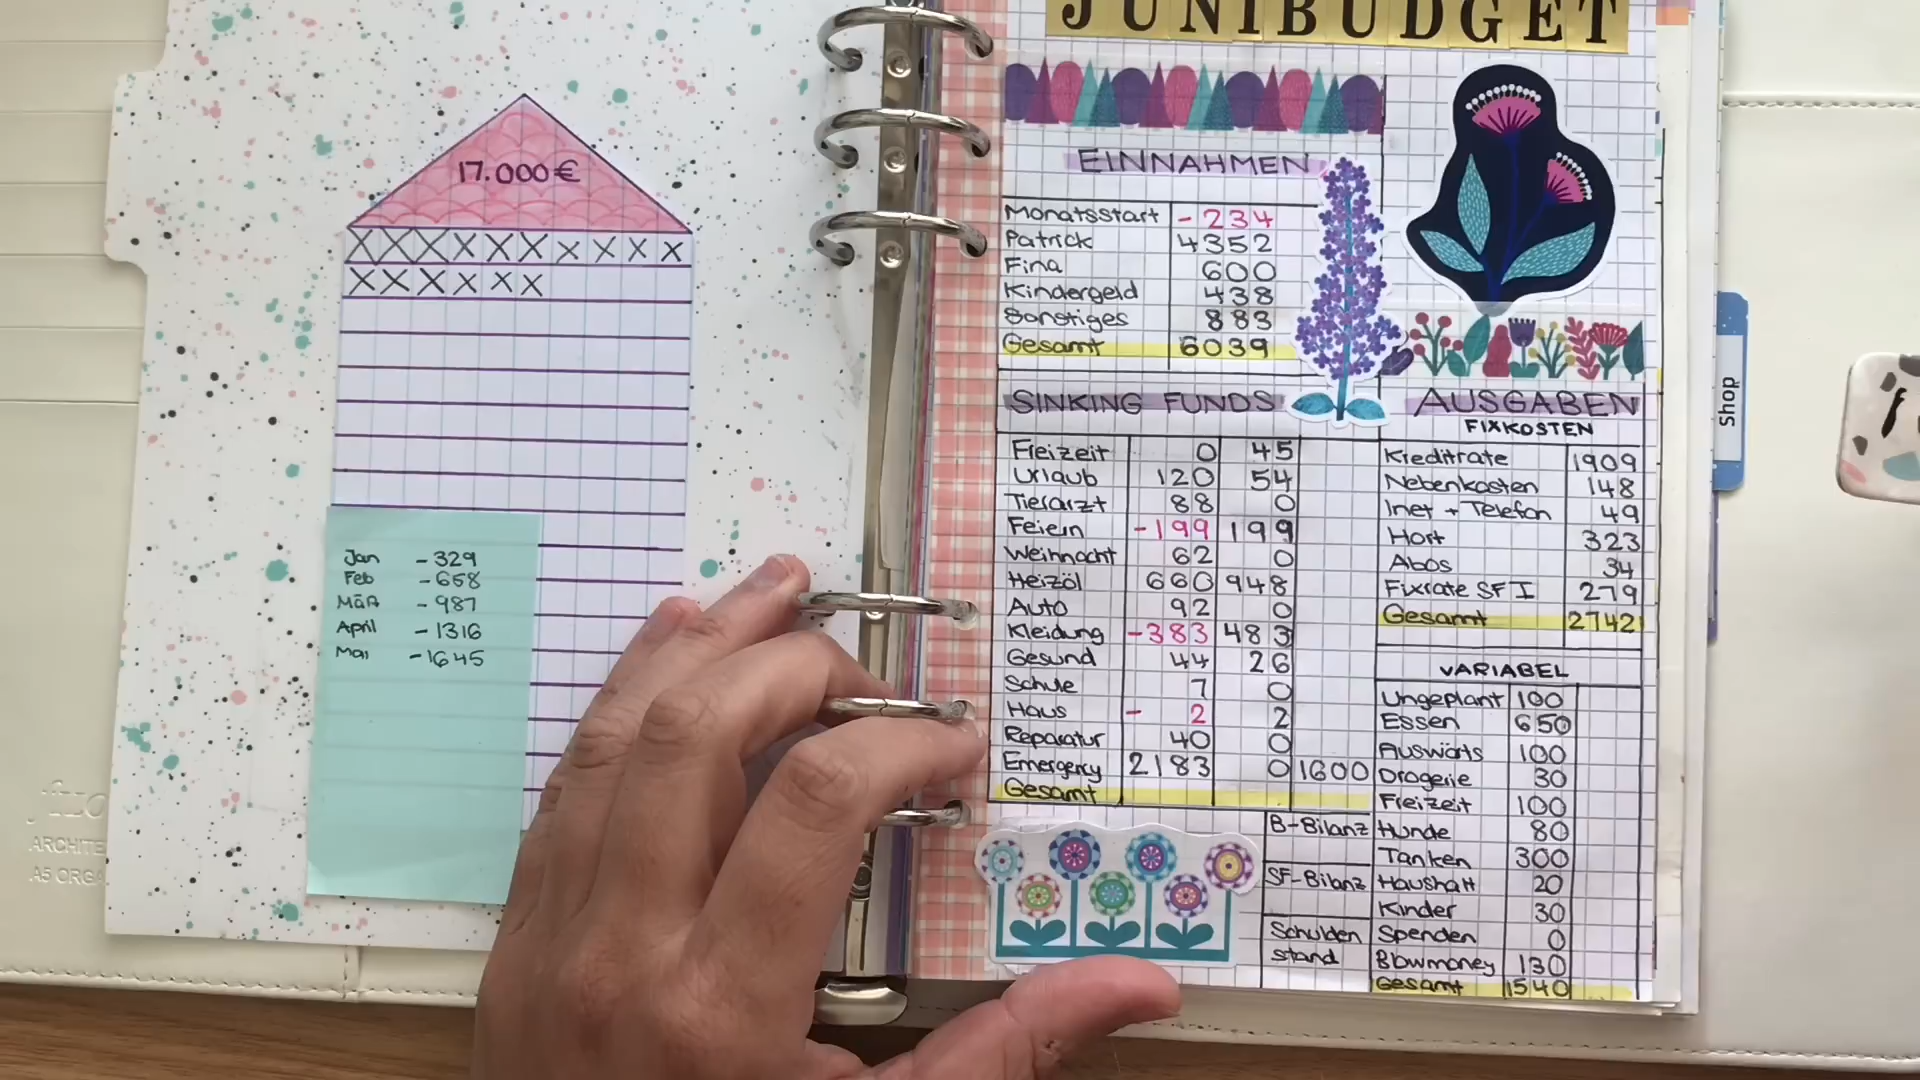 17.000€
X X X X X X X X X X
X X X X X X
Jan - 329
Feb - 658
März - 987
April - 1316
Mai - 1645
JUNIBUDGET
EINNAHMEN
Monatsstart - 234
Patrick 4352
Fina 600
Kindergeld 438
Sonstiges 883
Gesamt 6039
SINKING FUNDS
Freizeit 0 45
Urlaub 120 54
Tierarzt 88 0
Feiern -199 199
Weihnacht 62 0
Heizöl 660 948
Auto 92 0
Kleidung -383 483
Gesund 44 26
Schule 7 0
Haus - 2 2
Reparatur 40 0
Emergency 2183 0 1600
Gesamt
B-Bilanz
SF-Bilanz
Schulden
stand
AUSGABEN
FIXKOSTEN
Kreditrate 1909
Nebenkosten 148
Inet + Telefon 49
Hort 323
Abos 34
Fixrate SF I 279
Gesamt 2742
VARIABEL
Ungeplant 100
Essen 650
Auswärts 100
Drogerie 30
Freizeit 100
Hunde 80
Tanken 300
Haushalt 20
Kinder 30
Spenden 0
Blowmoney 130
Gesamt 1540
Shop
ARCHITE
A5 ORGA